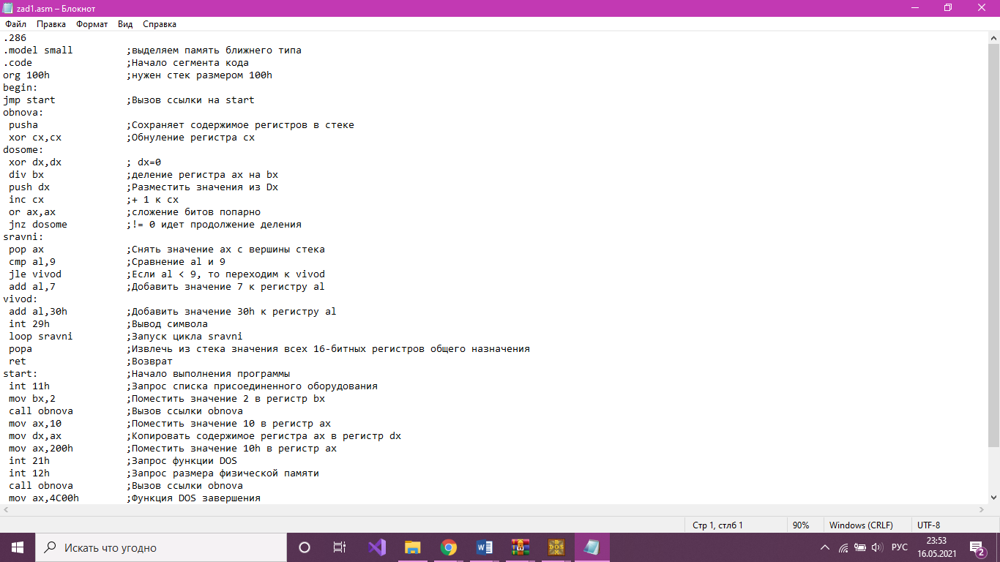 zad1.asm – Блокнот
Файл Правка Формат Вид Справка
.286
.model small ;выделяем память ближнего типа
.code ;Начало сегмента кода
org 100h ;нужен стек размером 100h
begin:
jmp start ;Вызов ссылки на start
obnova:
pusha ;Сохраняет содержимое регистров в стеке
xor cx,cx ;Обнуление регистра cx
dosome:
xor dx,dx ; dx=0
div bx ;деление регистра ax на bx
push dx ;Разместить значения из Dx
inc cx ;+ 1 к cx
or ax,ax ;сложение битов попарно
jnz dosome ;!= 0 идет продолжение деления
sravni:
pop ax ;Снять значение ax с вершины стека
cmp al,9 ;Сравнение al и 9
jle vivod ;Если al < 9, то переходим к vivod
add al,7 ;Добавить значение 7 к регистру al
vivod:
add al,30h ;Добавить значение 30h к регистру al
int 29h ;Вывод символа
loop sravni ;Запуск цикла sravni
popa ;Извлечь из стека значения всех 16-битных регистров общего назначения
ret ;Возврат
start: ;Начало выполнения программы
int 11h ;Запрос списка присоединенного оборудования
mov bx,2 ;Поместить значение 2 в регистр bx
call obnova ;Вызов ссылки obnova
mov ax,10 ;Поместить значение 10 в регистр ax
mov dx,ax ;Копировать содержимое регистра ax в регистр dx
mov ax,200h ;Поместить значение 10h в регистр ax
int 21h ;Запрос функции DOS
int 12h ;Запрос размера физической памяти
call obnova ;Вызов ссылки obnova
mov ax,4C00h ;Функция DOS завершения
Стр 1, стлб 1 90% Windows (CRLF) UTF-8
Искать что угодно
РУС
23:53
16.05.2021
2